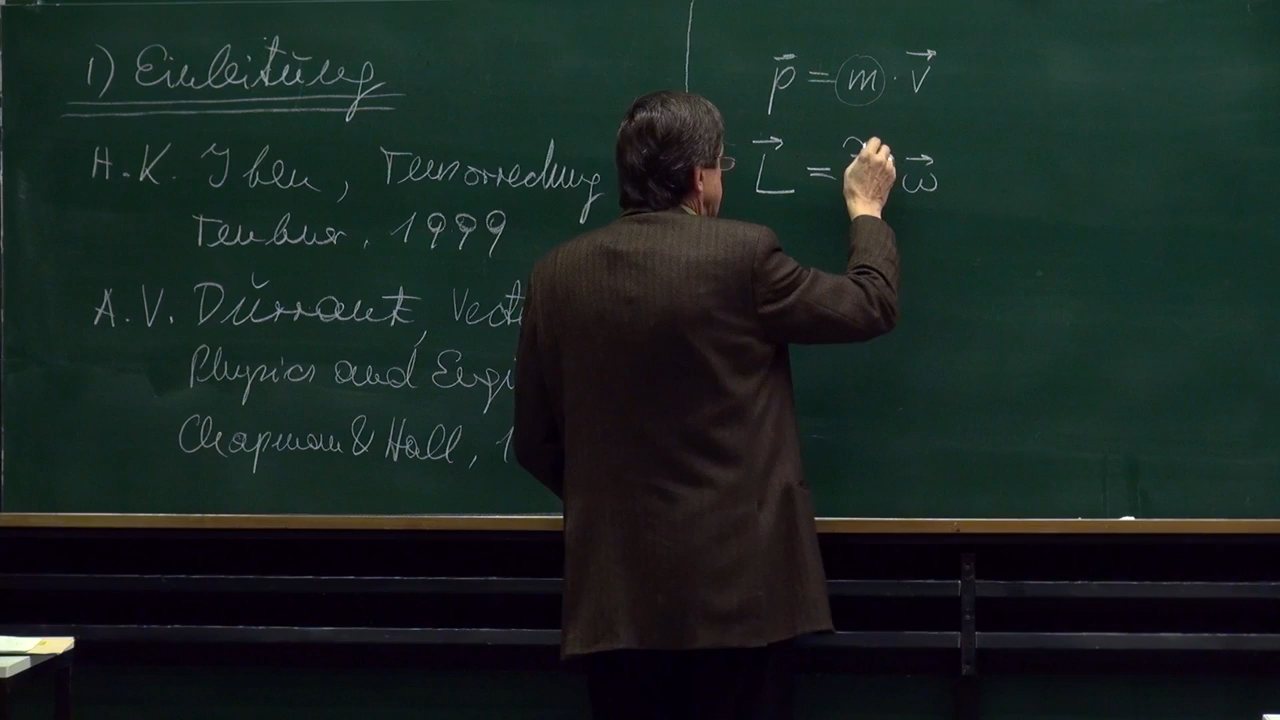 1) Einleitung
H.K. Iben, Tensorrechnung
Teubner, 1999
A.V. Durrant, Vect
Physics and Engi
Chapman & Hall, 1
p⃗ = m · v⃗
L⃗ = ω⃗